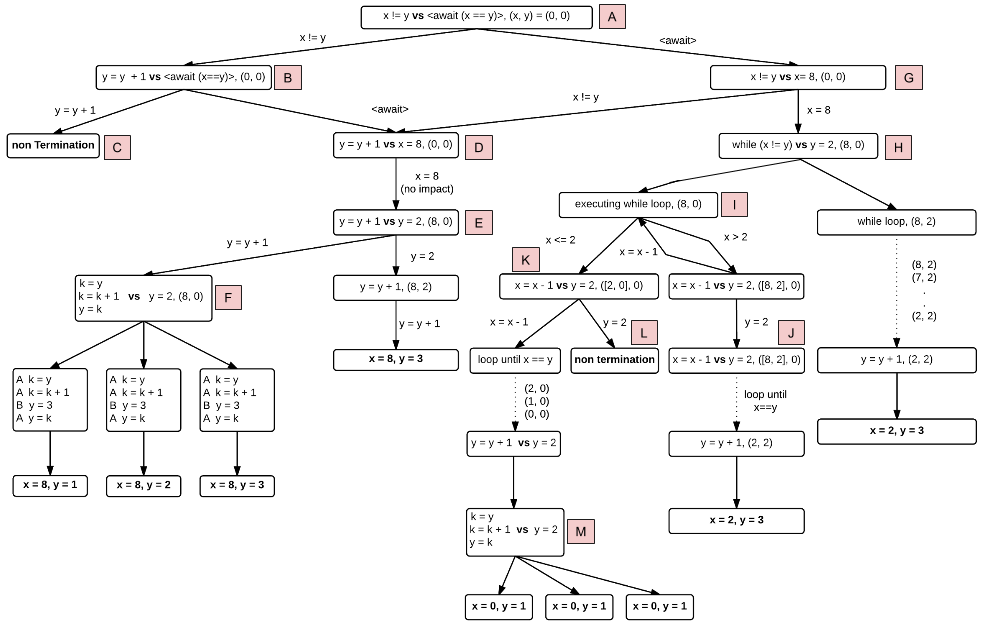 x != y vs <await (x == y)>, (x, y) = (0, 0)
A
x != y
<await>
y = y + 1 vs <await (x==y)>, (0, 0)
B
x != y vs x= 8, (0, 0)
G
y = y + 1
<await>
x != y
x = 8
non Termination
C
y = y + 1 vs x = 8, (0, 0)
D
while (x != y) vs y = 2, (8, 0)
H
x = 8
(no impact)
executing while loop, (8, 0)
I
y = y + 1 vs y = 2, (8, 0)
E
while loop, (8, 2)
y = y + 1
y = 2
x <= 2
x = x - 1
x > 2
K
(8, 2)
(7, 2)
.
.
(2, 2)
k = y
k = k + 1 vs y = 2, (8, 0)
y = k
F
y = y + 1, (8, 2)
x = x - 1 vs y = 2, ([2, 0], 0)
x = x - 1 vs y = 2, ([8, 2], 0)
y = y + 1
x = x - 1
y = 2
L
y = 2
J
x = 8, y = 3
loop until x == y
non termination
x = x - 1 vs y = 2, ([8, 2], 0)
y = y + 1, (2, 2)
A k = y
A k = k + 1
B y = 3
A y = k
A k = y
A k = k + 1
B y = 3
A y = k
A k = y
A k = k + 1
B y = 3
A y = k
(2, 0)
(1, 0)
(0, 0)
loop until
x==y
y = y + 1 vs y = 2
y = y + 1, (2, 2)
x = 2, y = 3
x = 8, y = 1
x = 8, y = 2
x = 8, y = 3
k = y
k = k + 1 vs y = 2
y = k
M
x = 2, y = 3
x = 0, y = 1
x = 0, y = 1
x = 0, y = 1